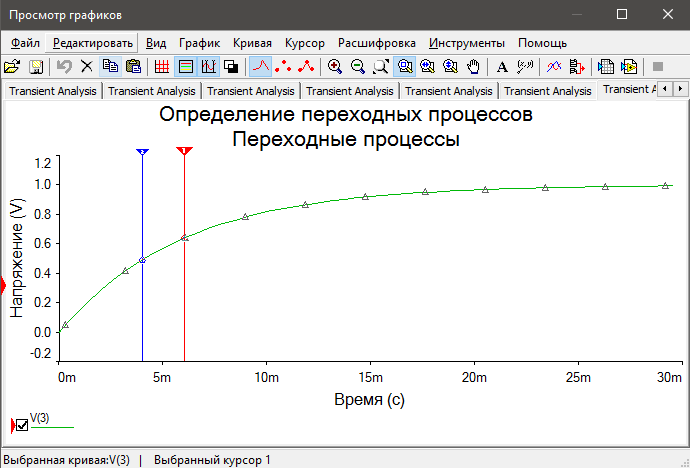 Просмотр графиков
Файл Редактировать Вид График Кривая Курсор Расшифровка Инструменты Помощь
A (x,y)
Transient Analysis Transient Analysis Transient Analysis Transient Analysis Transient Analysis Transient Analysis Transient A
Определение переходных процессов
Переходные процессы
2 1
1.2
1.0
0.8
0.6
0.4
0.2
0.0
-0.2
Напряжение (V)
0m 5m 10m 15m 20m 25m 30m
Время (с)
V(3)
Выбранная кривая:V(3) | Выбранный курсор 1